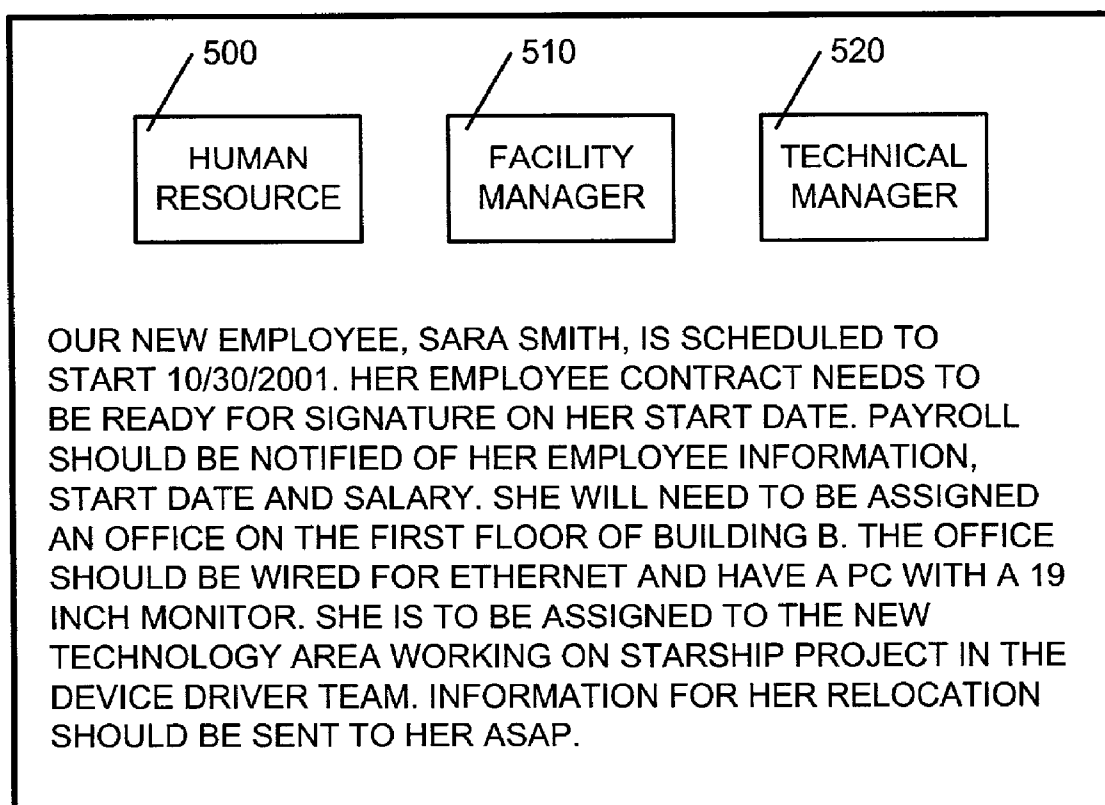 500
510
520
HUMAN
RESOURCE
FACILITY
MANAGER
TECHNICAL
MANAGER
OUR NEW EMPLOYEE, SARA SMITH, IS SCHEDULED TO
START 10/30/2001. HER EMPLOYEE CONTRACT NEEDS TO
BE READY FOR SIGNATURE ON HER START DATE. PAYROLL
SHOULD BE NOTIFIED OF HER EMPLOYEE INFORMATION,
START DATE AND SALARY. SHE WILL NEED TO BE ASSIGNED
AN OFFICE ON THE FIRST FLOOR OF BUILDING B. THE OFFICE
SHOULD BE WIRED FOR ETHERNET AND HAVE A PC WITH A 19
INCH MONITOR. SHE IS TO BE ASSIGNED TO THE NEW
TECHNOLOGY AREA WORKING ON STARSHIP PROJECT IN THE
DEVICE DRIVER TEAM. INFORMATION FOR HER RELOCATION
SHOULD BE SENT TO HER ASAP.